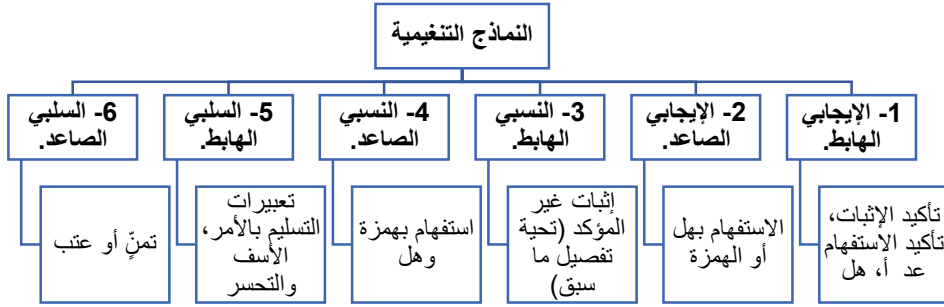 النماذج التنغيمية
1- الإيجابي
الهابط.
2- الإيجابي
الصاعد.
3- النسبي
الهابط.
4- النسبي
الصاعد.
5- السلبي
الهابط.
6- السلبي
الصاعد.
تأكيد الإثبات،
تأكيد الاستفهام
عد أ، هل
الاستفهام بهل
أو الهمزة
إثبات غير
المؤكد (تحية
تفصيل ما
سبق)
استفهام بهمزة
وهل
تعبيرات
التسليم بالأمر،
الأسف
والتحسر
تمنٍّ أو عتب